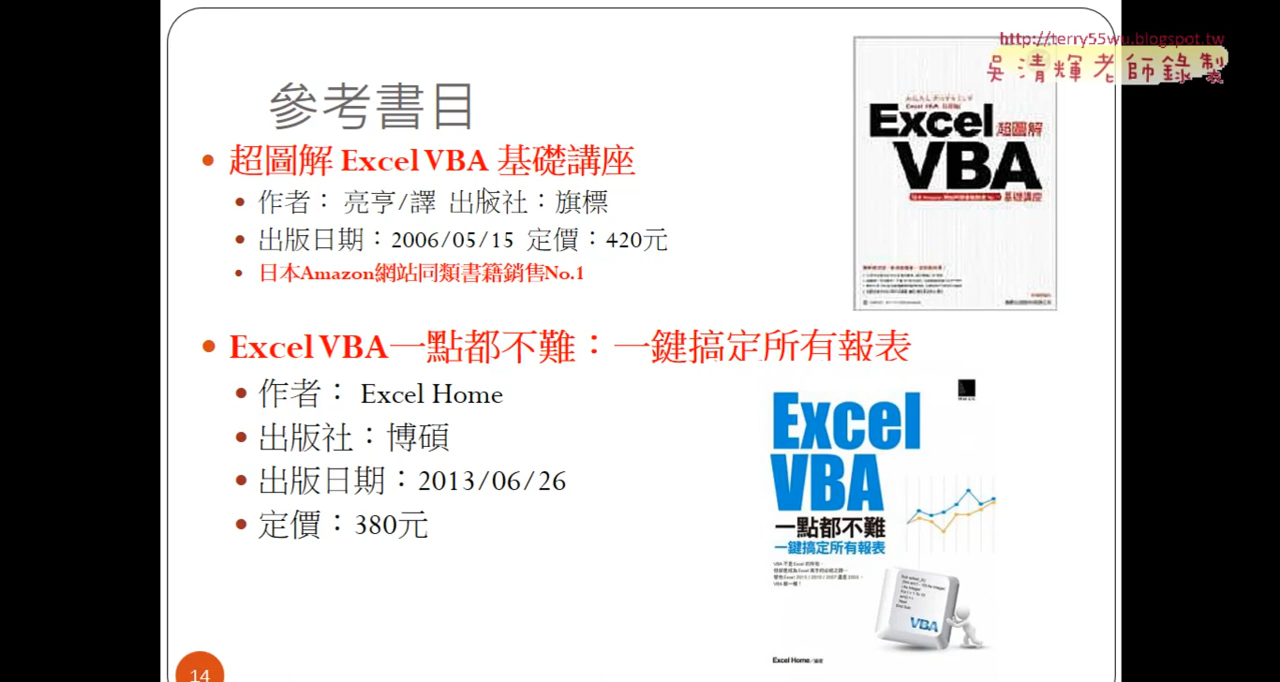 http://terry55wu.blogspot.tw
吳清輝老師錄製
參考書目
超圖解 Excel VBA 基礎講座
作者： 亮亨/譯 出版社：旗標
出版日期：2006/05/15 定價：420元
日本Amazon網站同類書籍銷售No.1
Excel VBA 超圖解
基礎講座
Excel VBA一點都不難：一鍵搞定所有報表
作者： Excel Home
出版社：博碩
出版日期：2013/06/26
定價：380元
Excel
VBA
一點都不難
一鍵搞定所有報表
VBA
Excel Home／編著
14